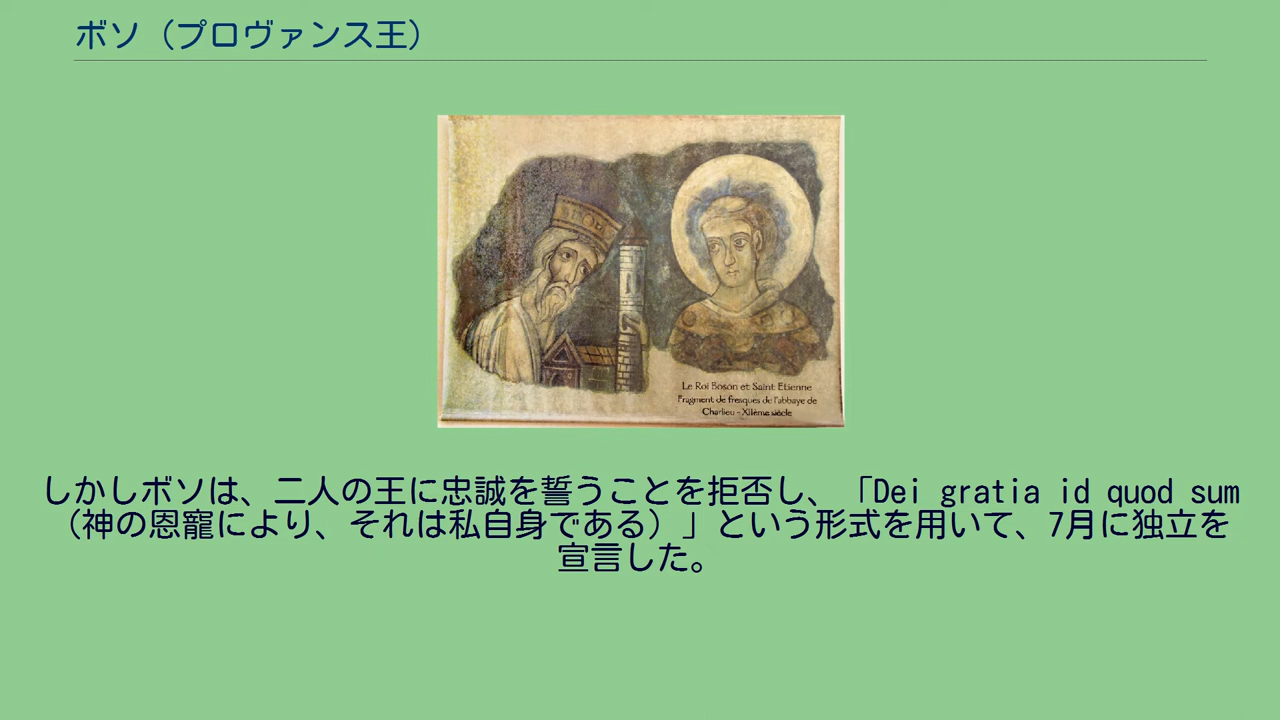 ボソ（プロヴァンス王）
Le Roi Boson et Saint Etienne
Fragment de fresques de l'abbaye de
Charlieu - XIIème siècle
しかしボソは、二人の王に忠誠を誓うことを拒否し、「Dei gratia id quod sum
（神の恩寵により、それは私自身である）」という形式を用いて、7月に独立を
宣言した。